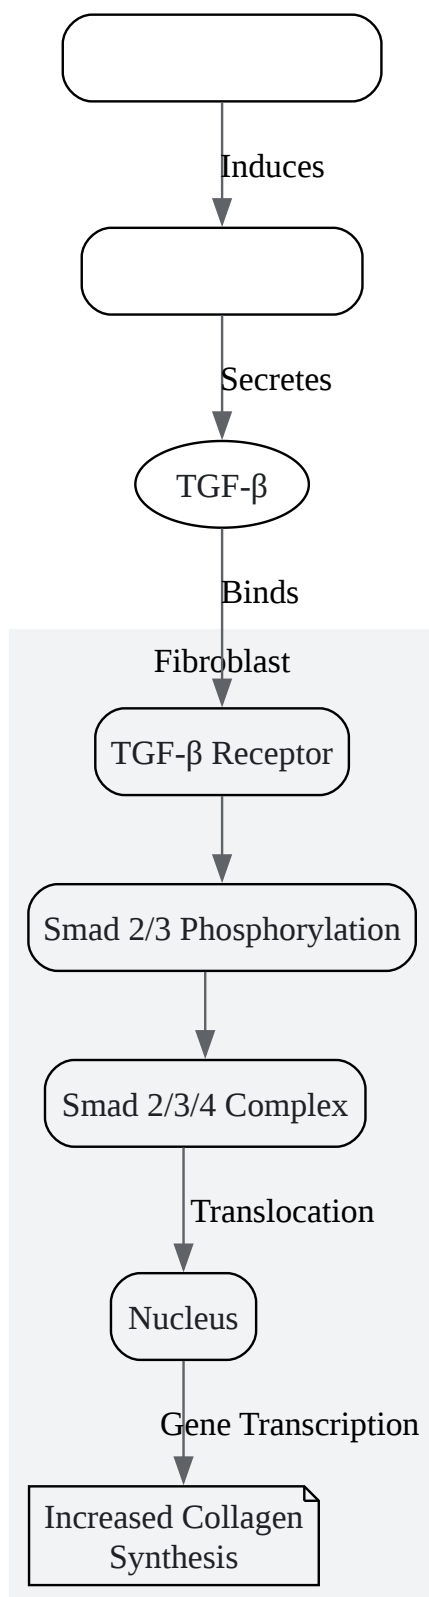 Induces
Secretes
TGF-β
Binds
Fibroblast
TGF-β Receptor
Smad 2/3 Phosphorylation
Smad 2/3/4 Complex
Translocation
Nucleus
Gene Transcription
Increased Collagen
Synthesis